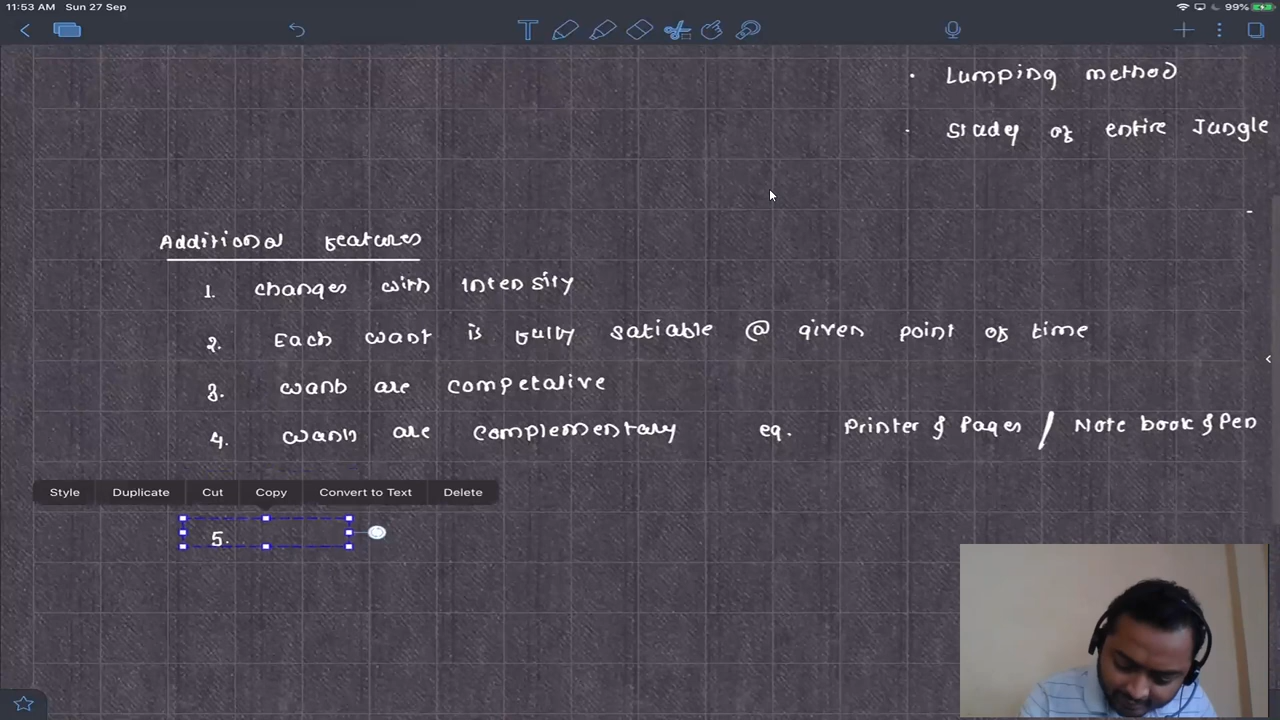 11:53 AM Sun 27 Sep
99%
• Lumping method
• Study of entire Jungle
-
Additional features
1. changes with intensity
2. Each want is fully satiable @ given point of time
3. wants are competative
4. wants are complementary eg. Printer & Pages / Note book & Pen
Style Duplicate Cut Copy Convert to Text Delete
5.